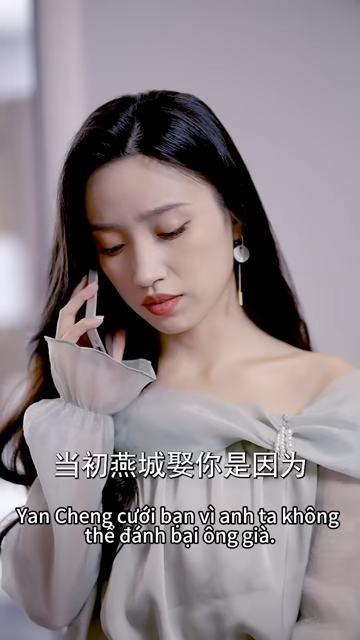 当初燕城娶你是因为
Yan Cheng cưới bạn vì anh ta không
thể đánh bại ông già.